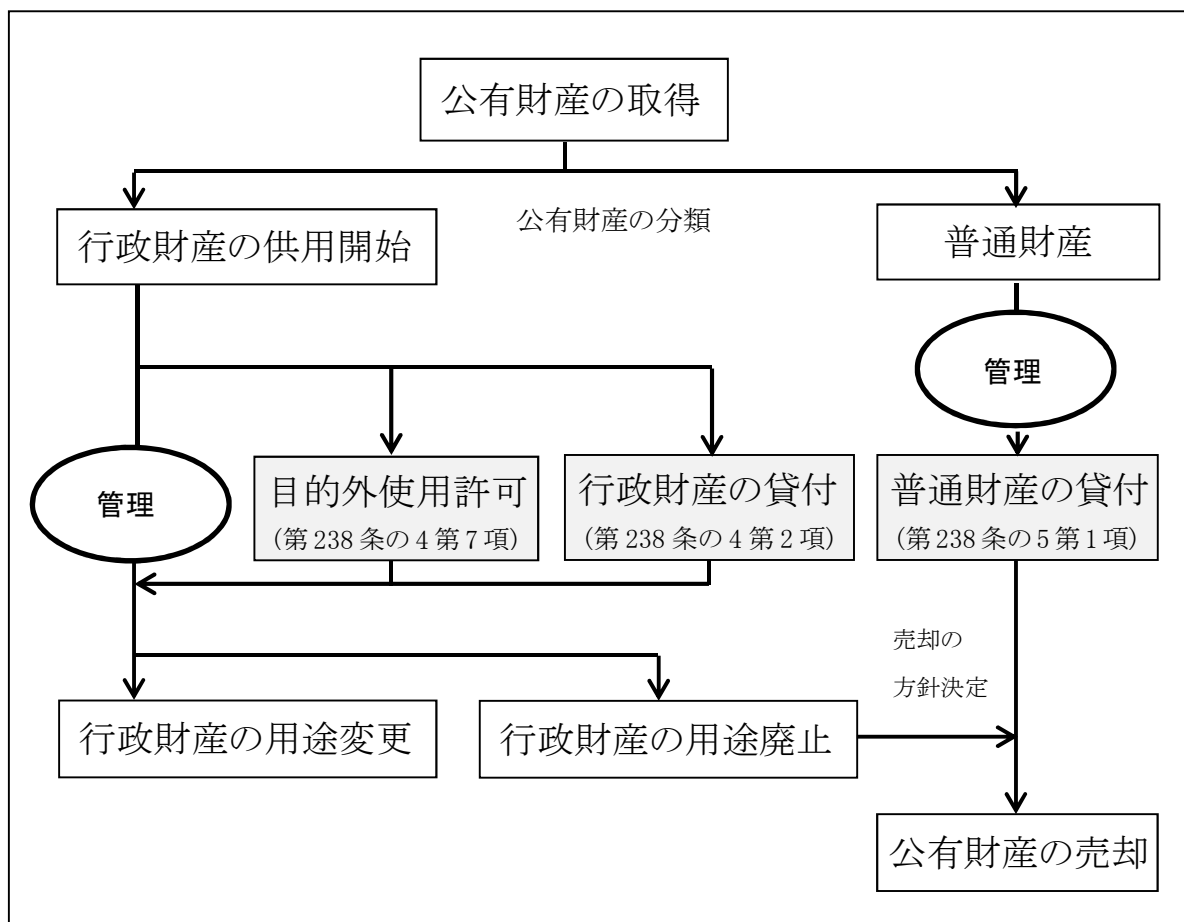 公有財産の取得
公有財産の分類
行政財産の供用開始
普通財産
管理
管理
目的外使用許可
(第238条の4第7項)
行政財産の貸付
(第238条の4第2項)
普通財産の貸付
(第238条の5第1項)
売却の
方針決定
行政財産の用途変更
行政財産の用途廃止
公有財産の売却